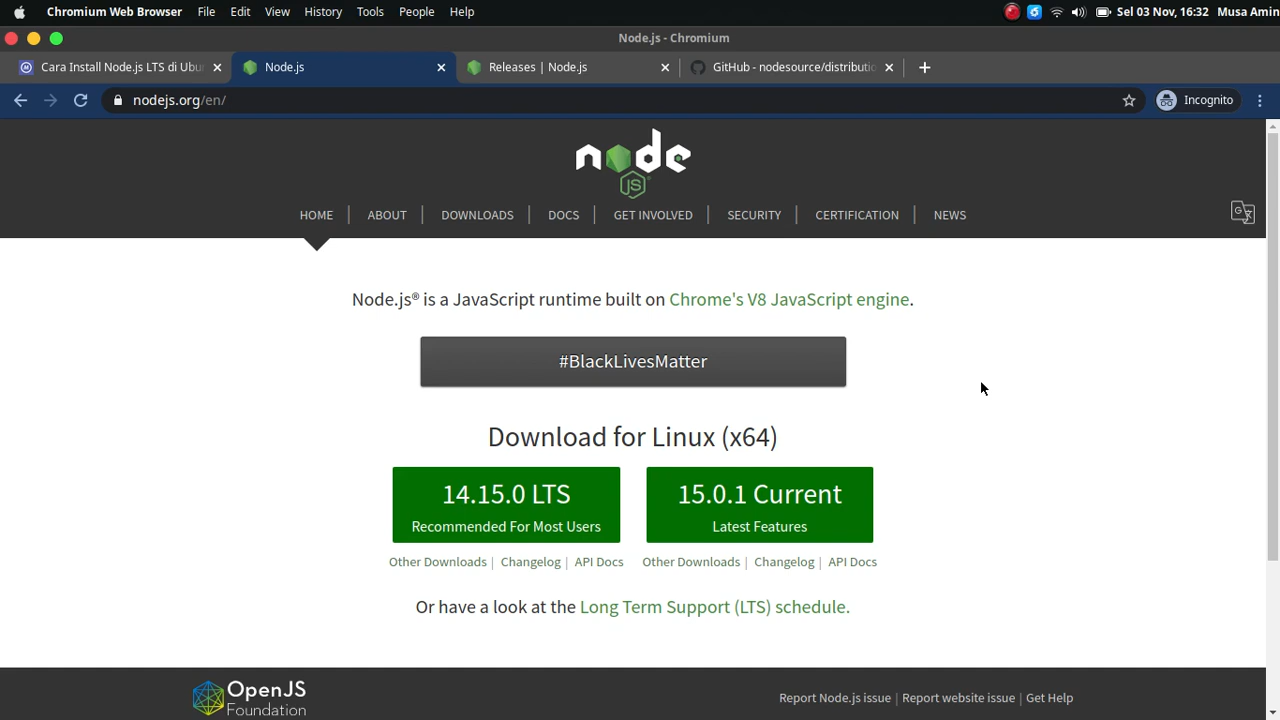 Chromium Web Browser File Edit View History Tools People Help Sel 03 Nov, 16:32 Musa Amin
Node.js - Chromium
Cara Install Node.js LTS di Ubu Node.js Releases | Node.js GitHub - nodesource/distributio
nodejs.org/en/ Incognito
node
JS
HOME | ABOUT | DOWNLOADS | DOCS | GET INVOLVED | SECURITY | CERTIFICATION | NEWS
Node.js® is a JavaScript runtime built on Chrome's V8 JavaScript engine.
#BlackLivesMatter
Download for Linux (x64)
14.15.0 LTS 15.0.1 Current
Recommended For Most Users Latest Features
Other Downloads | Changelog | API Docs Other Downloads | Changelog | API Docs
Or have a look at the Long Term Support (LTS) schedule.
OpenJS
Foundation
Report Node.js issue | Report website issue | Get Help